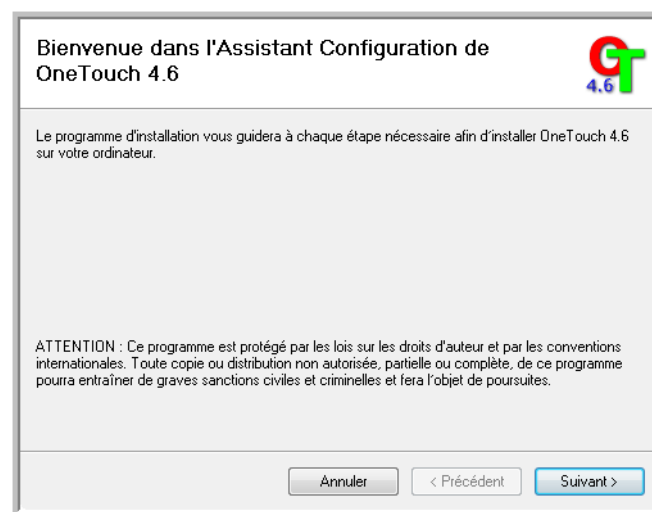 Bienvenue dans l'Assistant Configuration de
OneTouch 4.6
OT
4.6
Le programme d'installation vous guidera à chaque étape nécessaire afin d'installer OneTouch 4.6
sur votre ordinateur.
ATTENTION : Ce programme est protégé par les lois sur les droits d'auteur et par les conventions
internationales. Toute copie ou distribution non autorisée, partielle ou complète, de ce programme
pourra entraîner de graves sanctions civiles et criminelles et fera l'objet de poursuites.
Annuler
< Précédent
Suivant >